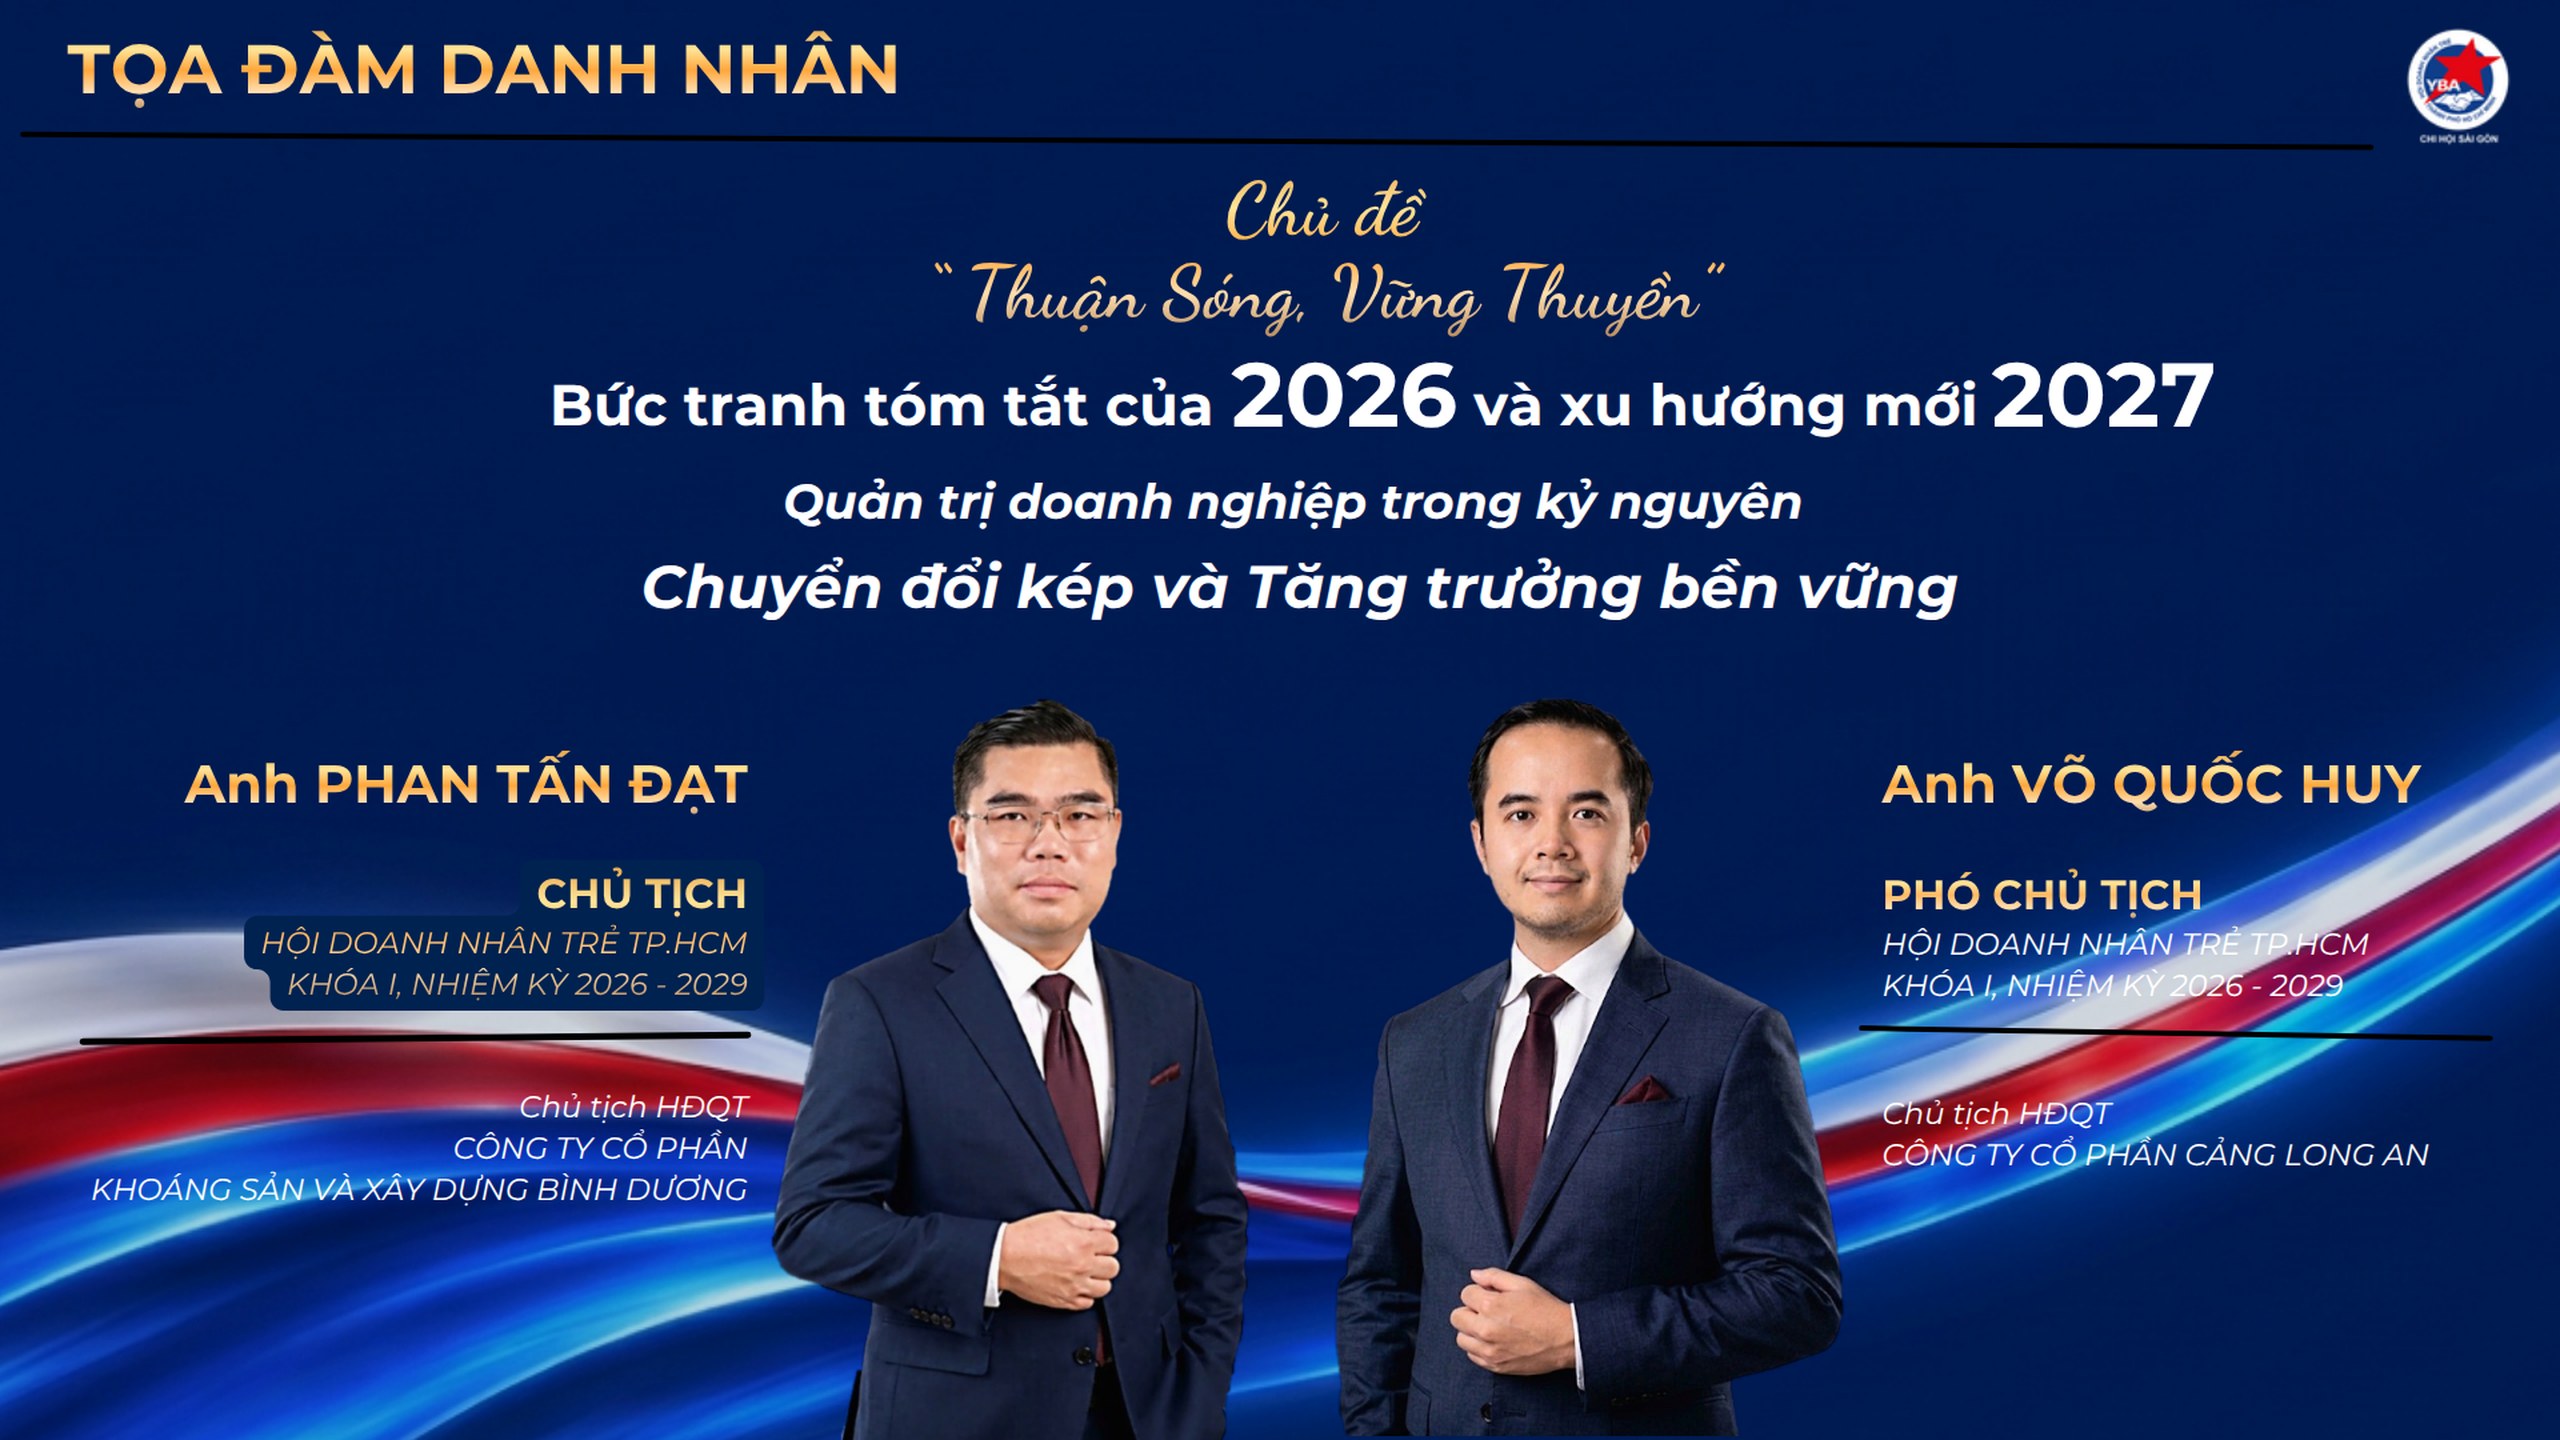 TỌA ĐÀM DANH NHÂN
YBA
CHI HỘI SÀI GÒN
Chủ đề
“ Thuận Sóng, Vững Thuyền”
Bức tranh tóm tắt của 2026 và xu hướng mới 2027
Quản trị doanh nghiệp trong kỷ nguyên
Chuyển đổi kép và Tăng trưởng bền vững
Anh PHAN TẤN ĐẠT
CHỦ TỊCH
HỘI DOANH NHÂN TRẺ TP.HCM
KHÓA I, NHIỆM KỲ 2026 - 2029
Chủ tịch HĐQT
CÔNG TY CỔ PHẦN
KHOÁNG SẢN VÀ XÂY DỰNG BÌNH DƯƠNG
Anh VÕ QUỐC HUY
PHÓ CHỦ TỊCH
HỘI DOANH NHÂN TRẺ TP.HCM
KHÓA I, NHIỆM KỲ 2026 - 2029
Chủ tịch HĐQT
CÔNG TY CỔ PHẦN CẢNG LONG AN